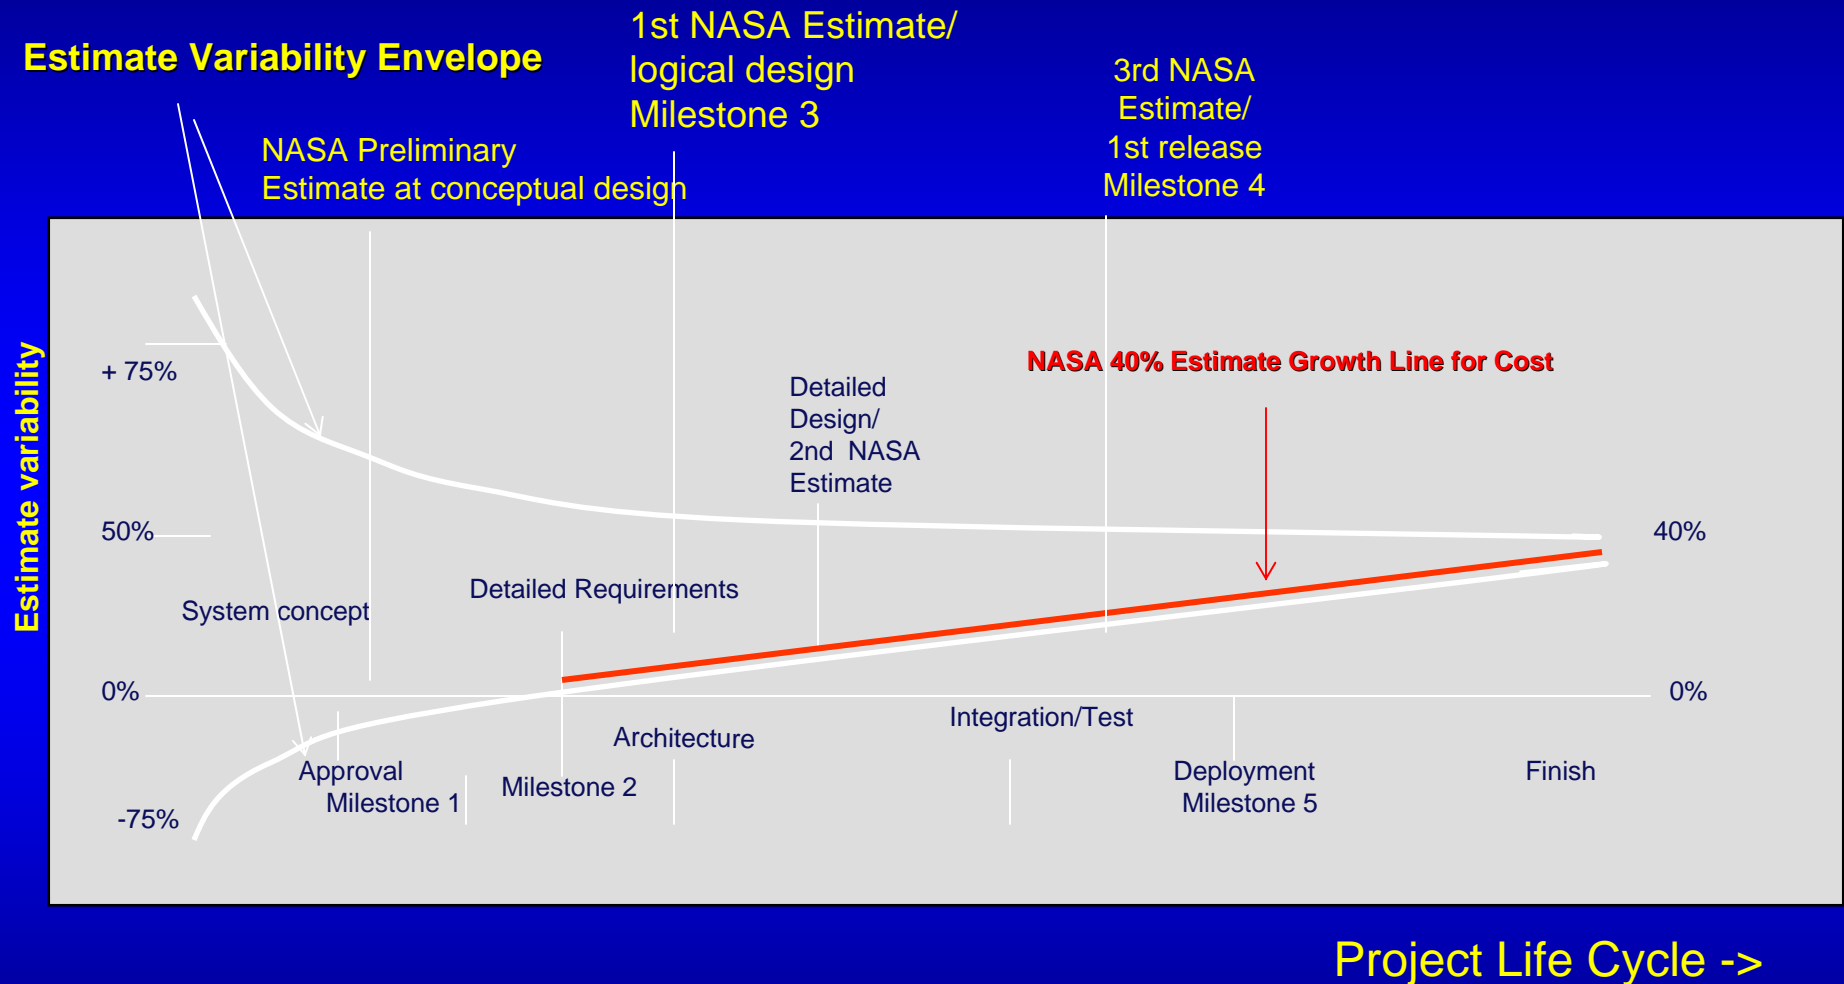 Estimate Variability Envelope
1st NASA Estimate/
logical design
Milestone 3
3rd NASA
Estimate/
1st release
Milestone 4
NASA Preliminary
Estimate at conceptual design
Estimate variability
+ 75%
50%
0%
-75%
NASA 40% Estimate Growth Line for Cost
Detailed
Design/
2nd NASA
Estimate
40%
0%
System concept
Detailed Requirements
Architecture
Integration/Test
Approval
Milestone 1
Milestone 2
Deployment
Milestone 5
Finish
Project Life Cycle ->